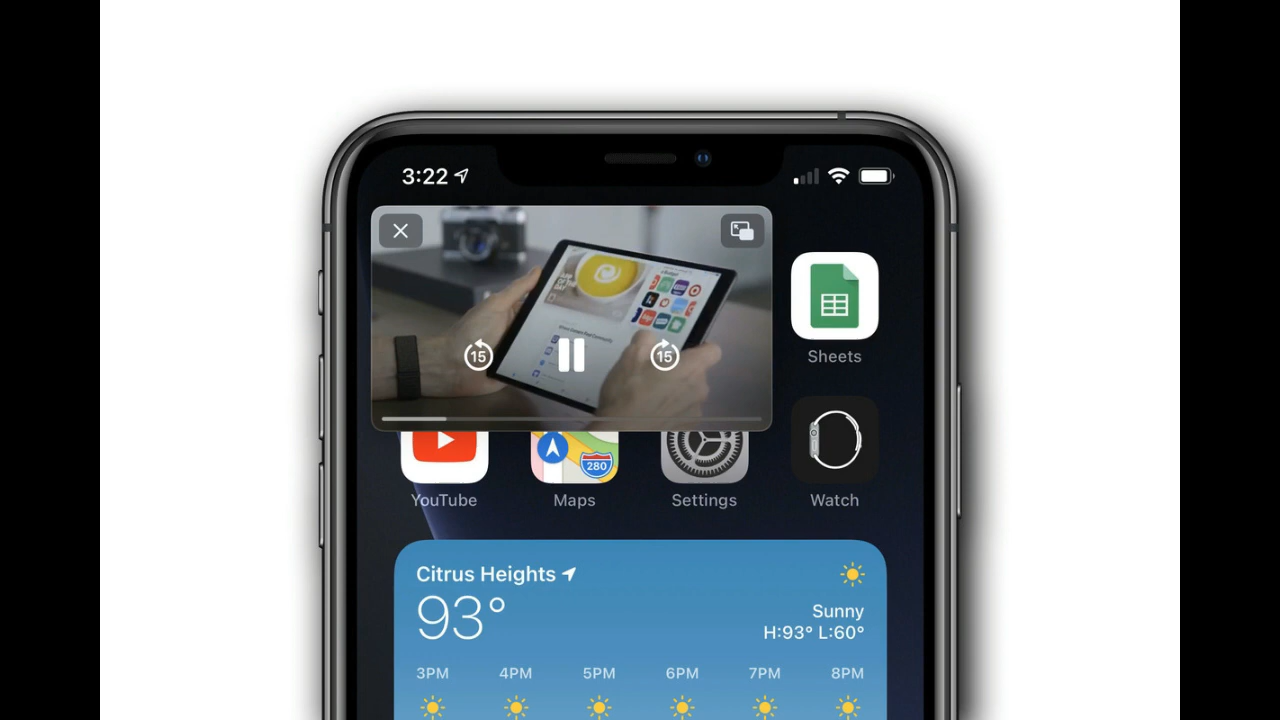 3:22
15
15
Sheets
280
YouTube
Maps
Settings
Watch
Citrus Heights
93°
Sunny
H:93° L:60°
3PM 4PM 5PM 6PM 7PM 8PM